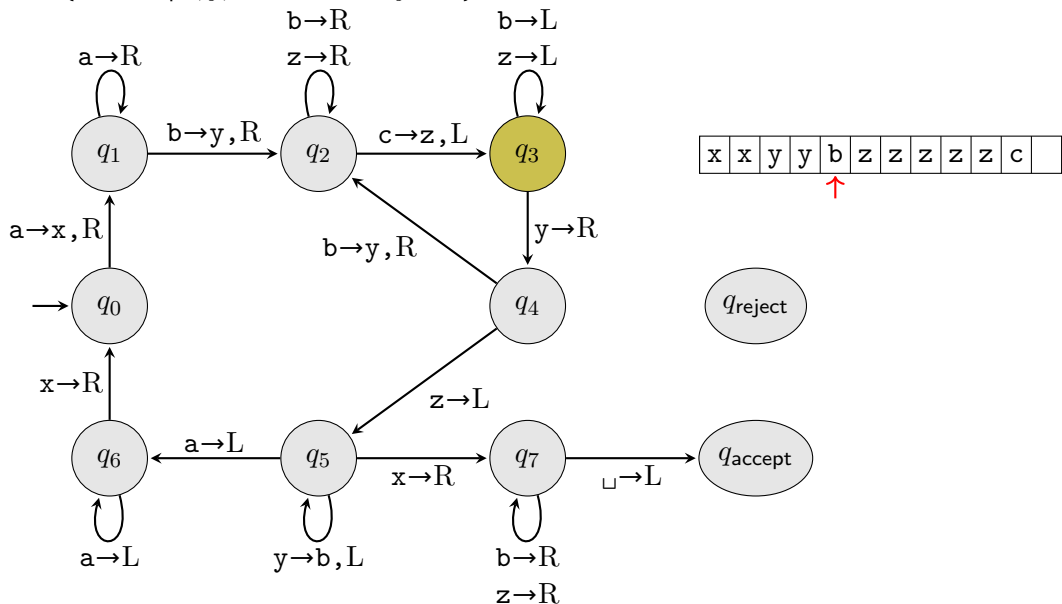 b→R
z→R
b→L
z→L
a→R
q1
b→y,R
q2
c→z,L
q3
x x y y b z z z z z c
↑
a→x,R
b→y,R
y→R
q0
q4
qreject
x→R
z→L
q6
a→L
q5
x→R
q7
␣→L
qaccept
a→L
y→b,L
b→R
z→R